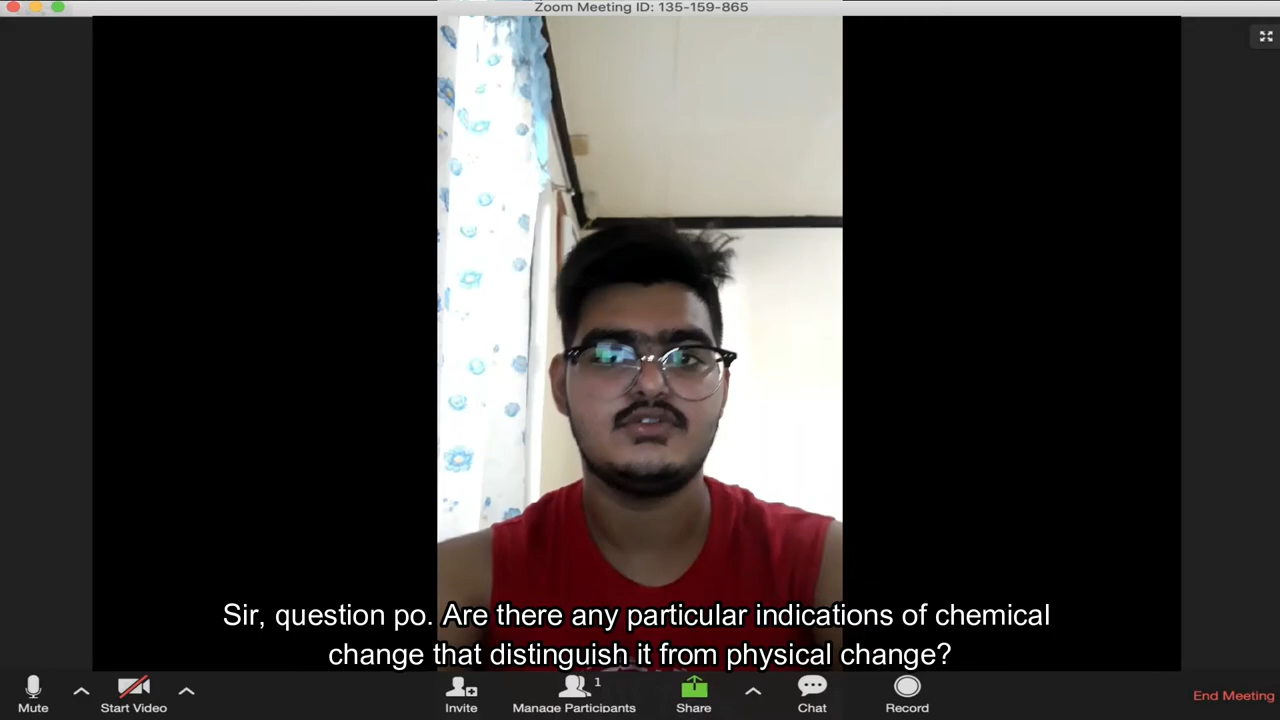 Zoom Meeting ID: 135-159-865
Sir, question po. Are there any particular indications of chemical
change that distinguish it from physical change?
1
Mute
Start Video
Invite
Manage Participants
Share
Chat
Record
End Meeting